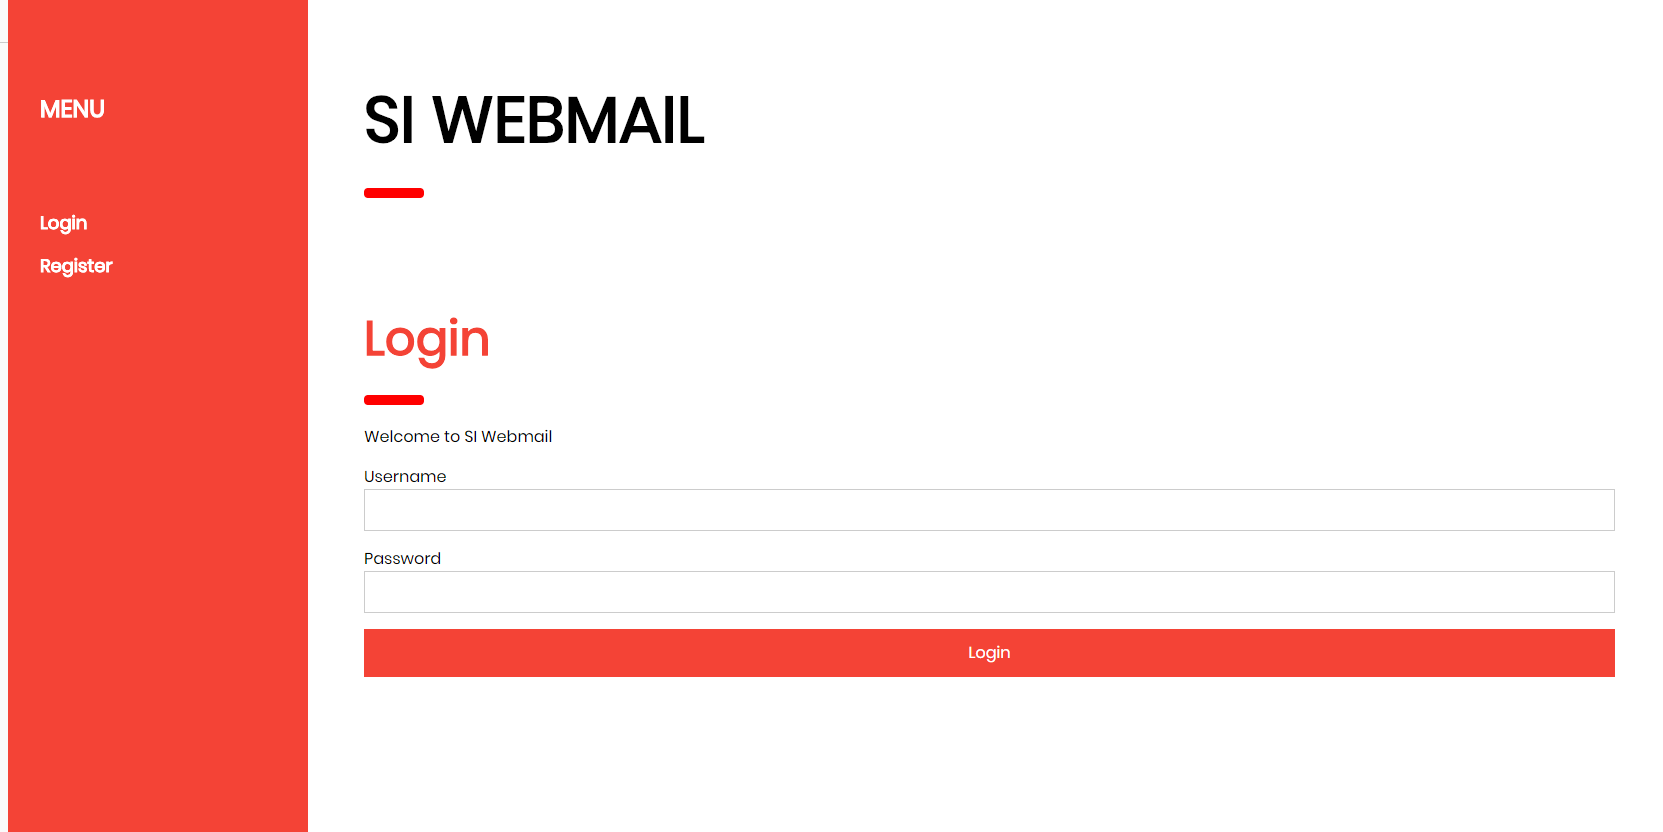 MENU
Login
Register
SI WEBMAIL
Login
Welcome to SI Webmail
Username
Password
Login